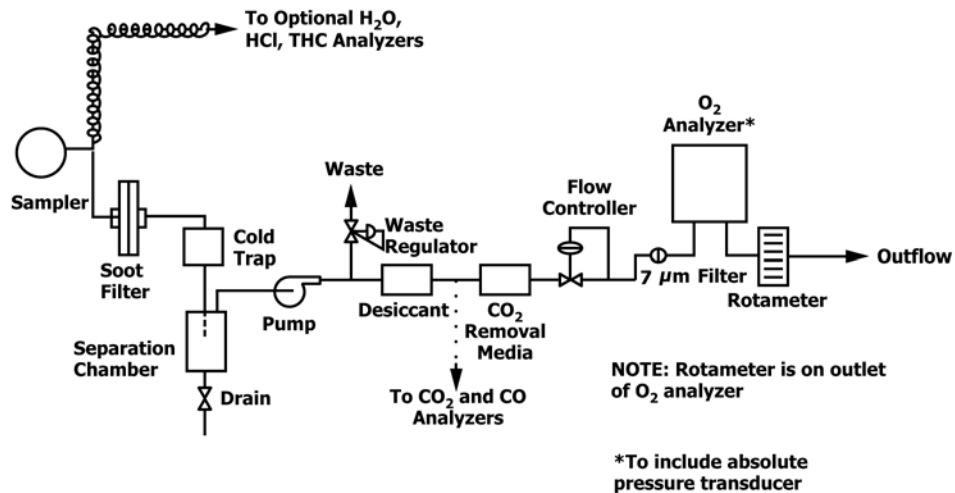 To Optional H₂O,
HCl, THC Analyzers
O₂
Analyzer*
Sampler
Waste
Flow
Controller
Waste
Regulator
Cold
Trap
Soot
Filter
Outflow
7 µm Filter
Rotameter
Pump
Desiccant
CO₂
Removal
Media
Separation
Chamber
Drain
To CO₂ and CO
Analyzers
NOTE: Rotameter is on outlet
of O₂ analyzer
*To include absolute
pressure transducer